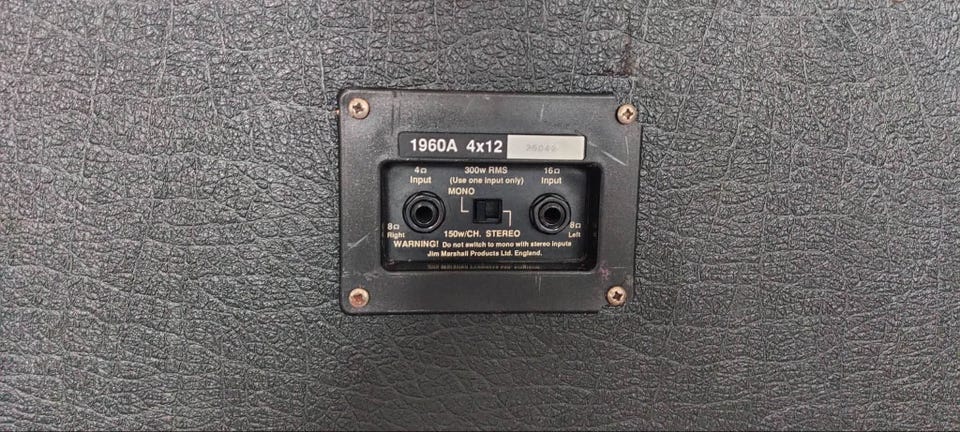 1960A 4x12
4Ω 300w RMS 16Ω
Input (Use one input only) Input
MONO
8Ω 150w/CH. STEREO 8Ω
Right Left
WARNING! Do not switch to mono with stereo inputs
Jim Marshall Products Ltd. England.